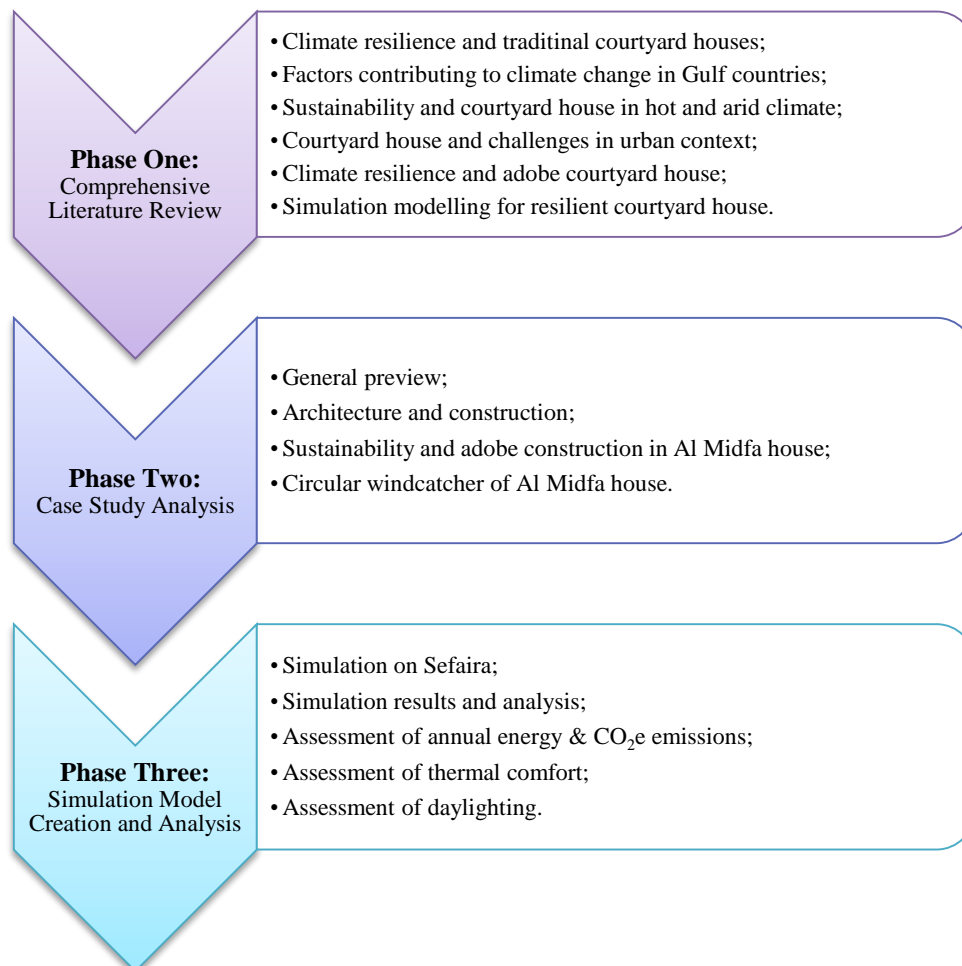 Phase One:
Comprehensive
Literature Review
• Climate resilience and traditinal courtyard houses;
• Factors contributing to climate change in Gulf countries;
• Sustainability and courtyard house in hot and arid climate;
• Courtyard house and challenges in urban context;
• Climate resilience and adobe courtyard house;
• Simulation modelling for resilient courtyard house.
Phase Two:
Case Study Analysis
• General preview;
• Architecture and construction;
• Sustainability and adobe construction in Al Midfa house;
• Circular windcatcher of Al Midfa house.
Phase Three:
Simulation Model
Creation and Analysis
• Simulation on Sefaira;
• Simulation results and analysis;
• Assessment of annual energy & CO₂e emissions;
• Assessment of thermal comfort;
• Assessment of daylighting.